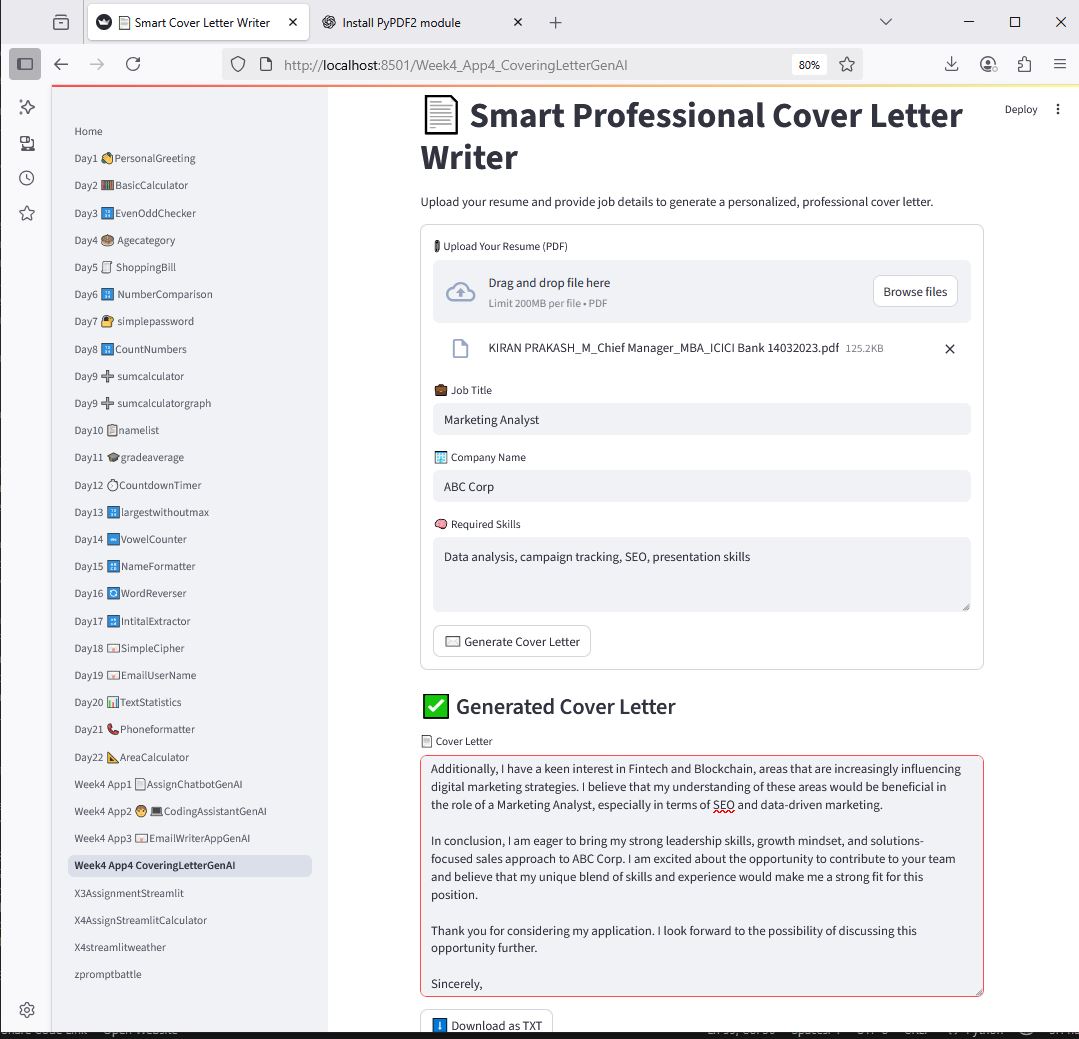 Smart Cover Letter Writer
Install PyPDF2 module
http://localhost:8501/Week4_App4_CoveringLetterGenAI
80%
Deploy
Home
Day1 PersonalGreeting
Day2 BasicCalculator
Day3 EvenOddChecker
Day4 Agecategory
Day5 ShoppingBill
Day6 NumberComparison
Day7 simplepassword
Day8 CountNumbers
Day9 sumcalculator
Day9 sumcalculatorgraph
Day10 namelist
Day11 gradeaverage
Day12 CountdownTimer
Day13 largestwithoutmax
Day14 VowelCounter
Day15 NameFormatter
Day16 WordReverser
Day17 IntitalExtractor
Day18 SimpleCipher
Day19 EmailUserName
Day20 TextStatistics
Day21 Phoneformatter
Day22 AreaCalculator
Week4 App1 AssignChatbotGenAI
Week4 App2 CodingAssistantGenAI
Week4 App3 EmailWriterAppGenAI
Week4 App4 CoveringLetterGenAI
X3AssignmentStreamlit
X4AssignStreamlitCalculator
X4streamlitweather
zpromptbattle
Smart Professional Cover Letter
Writer
Upload your resume and provide job details to generate a personalized, professional cover letter.
Upload Your Resume (PDF)
Drag and drop file here
Limit 200MB per file • PDF
Browse files
KIRAN PRAKASH_M_Chief Manager_MBA_ICICI Bank 14032023.pdf 125.2KB
Job Title
Marketing Analyst
Company Name
ABC Corp
Required Skills
Data analysis, campaign tracking, SEO, presentation skills
Generate Cover Letter
Generated Cover Letter
Cover Letter
Additionally, I have a keen interest in Fintech and Blockchain, areas that are increasingly influencing
digital marketing strategies. I believe that my understanding of these areas would be beneficial in
the role of a Marketing Analyst, especially in terms of SEO and data-driven marketing.
In conclusion, I am eager to bring my strong leadership skills, growth mindset, and solutions-
focused sales approach to ABC Corp. I am excited about the opportunity to contribute to your team
and believe that my unique blend of skills and experience would make me a strong fit for this
position.
Thank you for considering my application. I look forward to the possibility of discussing this
opportunity further.
Sincerely,
Download as TXT